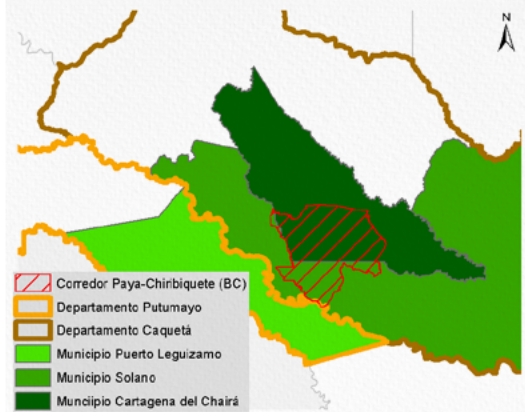 N
Corredor Paya-Chiribiquete (BC)
Departamento Putumayo
Departamento Caquetá
Municipio Puerto Leguizamo
Municipio Solano
Munciipio Cartagena del Chairá